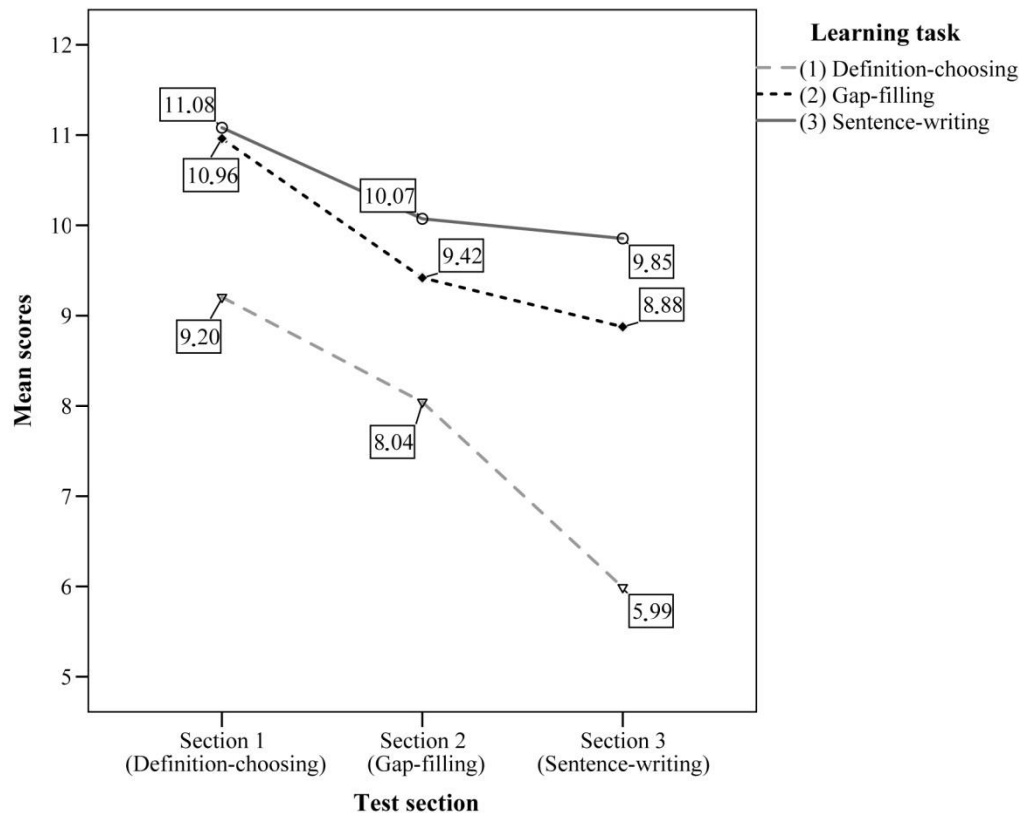 Learning task
(1) Definition-choosing
(2) Gap-filling
(3) Sentence-writing
Mean scores
12
11
10
9
8
7
6
5
11.08
10.96
10.07
9.42
9.85
8.88
9.20
8.04
5.99
Section 1
(Definition-choosing)
Section 2
(Gap-filling)
Section 3
(Sentence-writing)
Test section